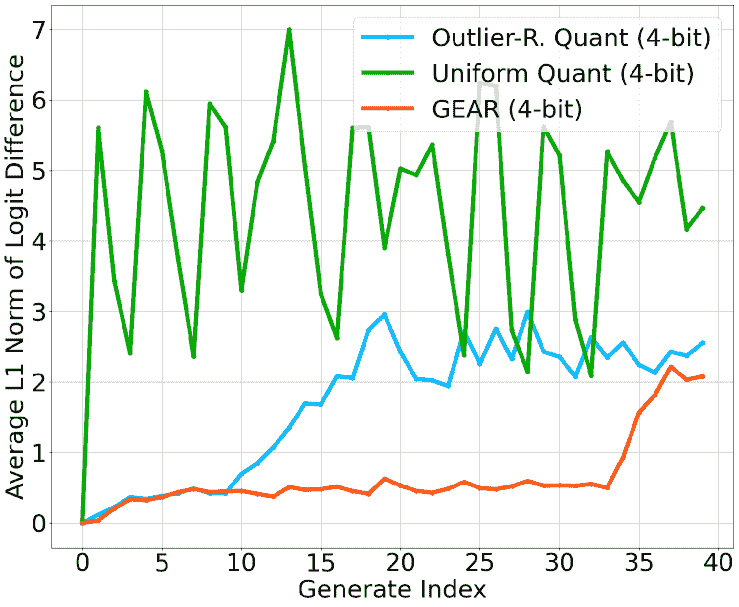 Outlier-R. Quant (4-bit)
Uniform Quant (4-bit)
GEAR (4-bit)
Average L1 Norm of Logit Difference
7
6
5
4
3
2
1
0
0 5 10 15 20 25 30 35 40
Generate Index